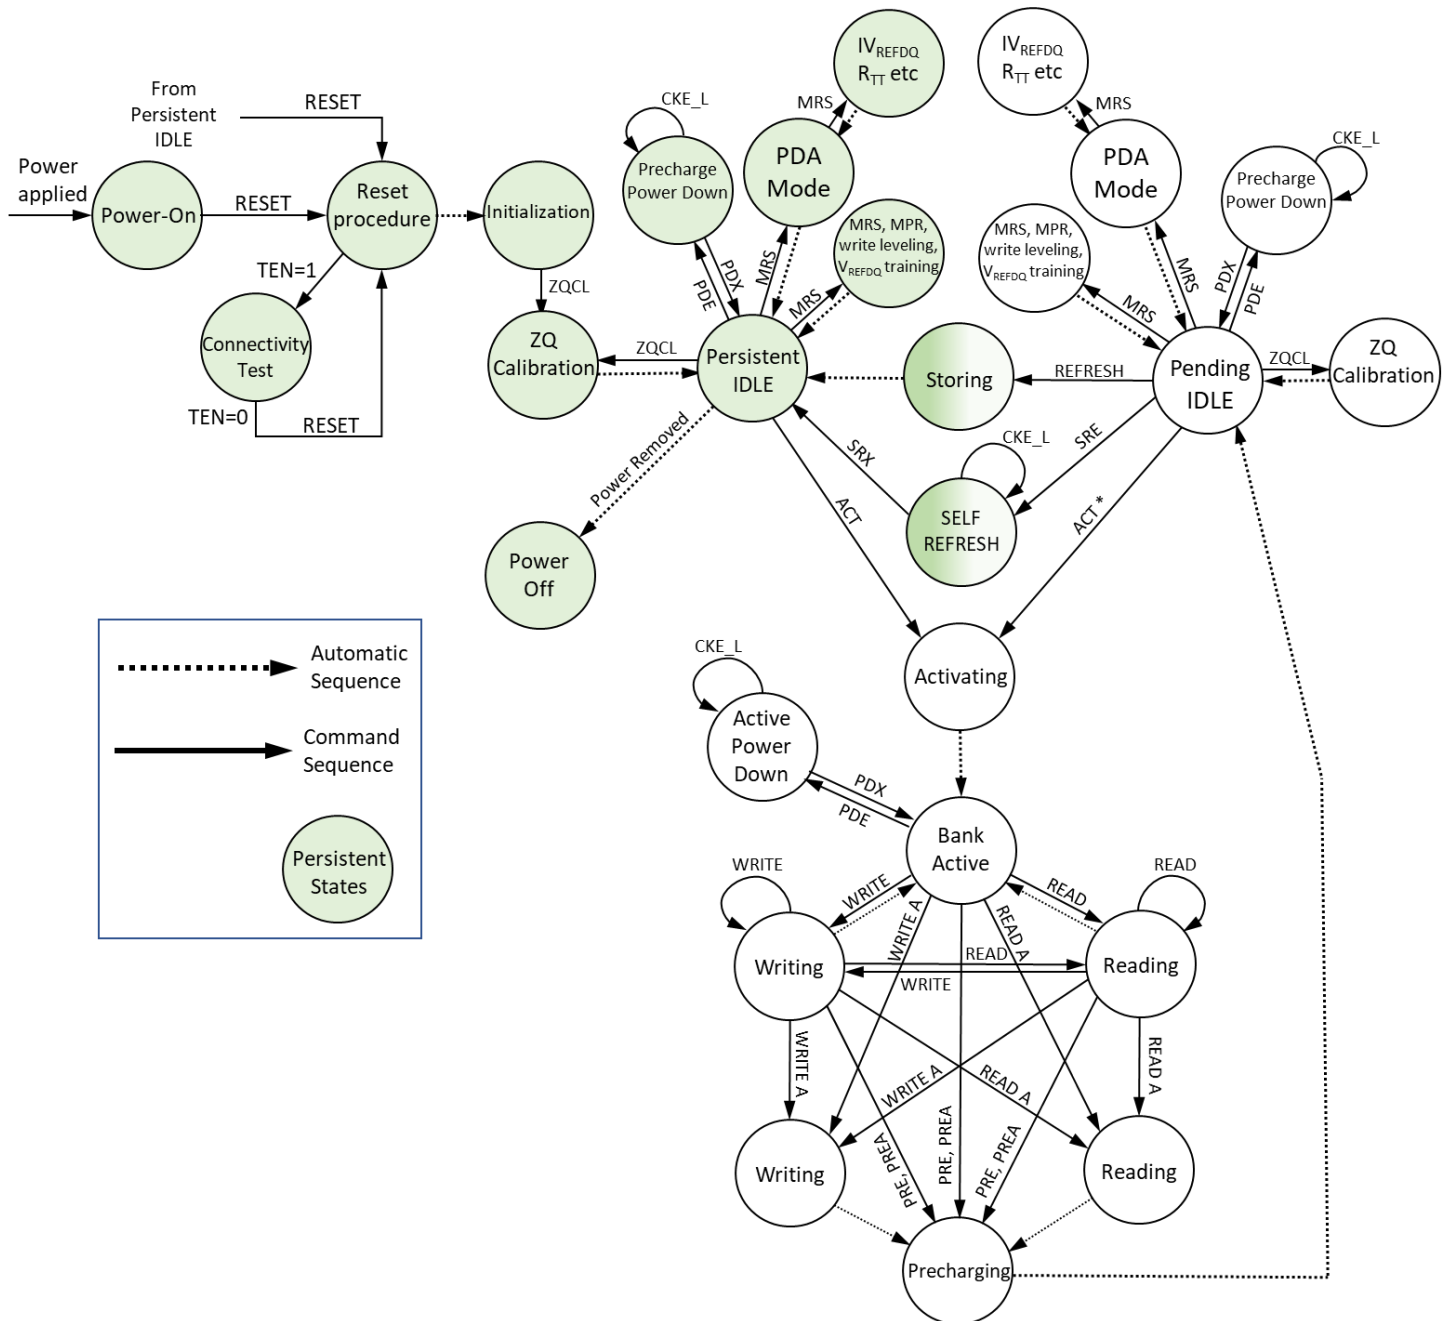 From
Persistent
IDLE
RESET
Power
applied
Power-On
RESET
Reset
procedure
TEN=1
Connectivity
Test
TEN=0
RESET
Initialization
ZQCL
ZQ
Calibration
ZQCL
CKE_L
Precharge
Power Down
PDX
PDE
IV_REFDQ
R_TT etc
MRS
PDA
Mode
MRS
MRS, MPR,
write leveling,
V_REFDQ training
MRS
Persistent
IDLE
Power Removed
Power
Off
IV_REFDQ
R_TT etc
MRS
PDA
Mode
MRS
CKE_L
Precharge
Power Down
PDX
PDE
MRS, MPR,
write leveling,
V_REFDQ training
MRS
Pending
IDLE
ZQCL
ZQ
Calibration
REFRESH
Storing
SRE
CKE_L
SELF
REFRESH
SRX
ACT
ACT *
Activating
CKE_L
Active
Power
Down
PDX
PDE
Bank
Active
WRITE
WRITE
READ
READ
WRITE A
READ A
Writing
READ
WRITE
Reading
WRITE A
WRITE A
READ A
READ A
PRE, PREA
PRE, PREA
PRE, PREA
Writing
Reading
Precharging
Automatic
Sequence
Command
Sequence
Persistent
States